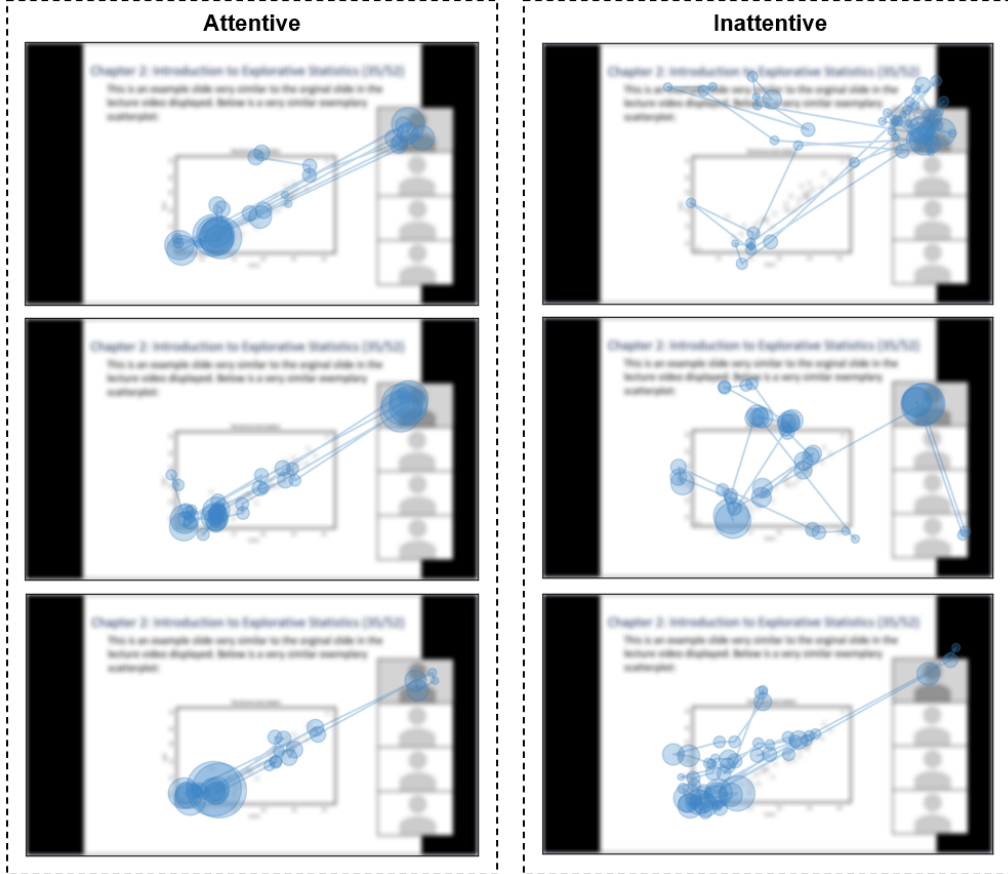 Attentive
Inattentive
Chapter 2: Introduction to Explorative Statistics (35/52)
This is an example slide very similar to the orginal slide in the
lecture video displayed. Below is a very similar exemplary
scatterplot:
Chapter 2: Introduction to Explorative Statistics (35/52)
This is an example slide very similar to the orginal slide in the
lecture video displayed. Below is a very similar exemplary
scatterplot:
Chapter 2: Introduction to Explorative Statistics (35/52)
This is an example slide very similar to the orginal slide in the
lecture video displayed. Below is a very similar exemplary
scatterplot:
Chapter 2: Introduction to Explorative Statistics (35/52)
This is an example slide very similar to the orginal slide in the
lecture video displayed. Below is a very similar exemplary
scatterplot:
Chapter 2: Introduction to Explorative Statistics (35/52)
This is an example slide very similar to the orginal slide in the
lecture video displayed. Below is a very similar exemplary
scatterplot:
Chapter 2: Introduction to Explorative Statistics (35/52)
This is an example slide very similar to the orginal slide in the
lecture video displayed. Below is a very similar exemplary
scatterplot: